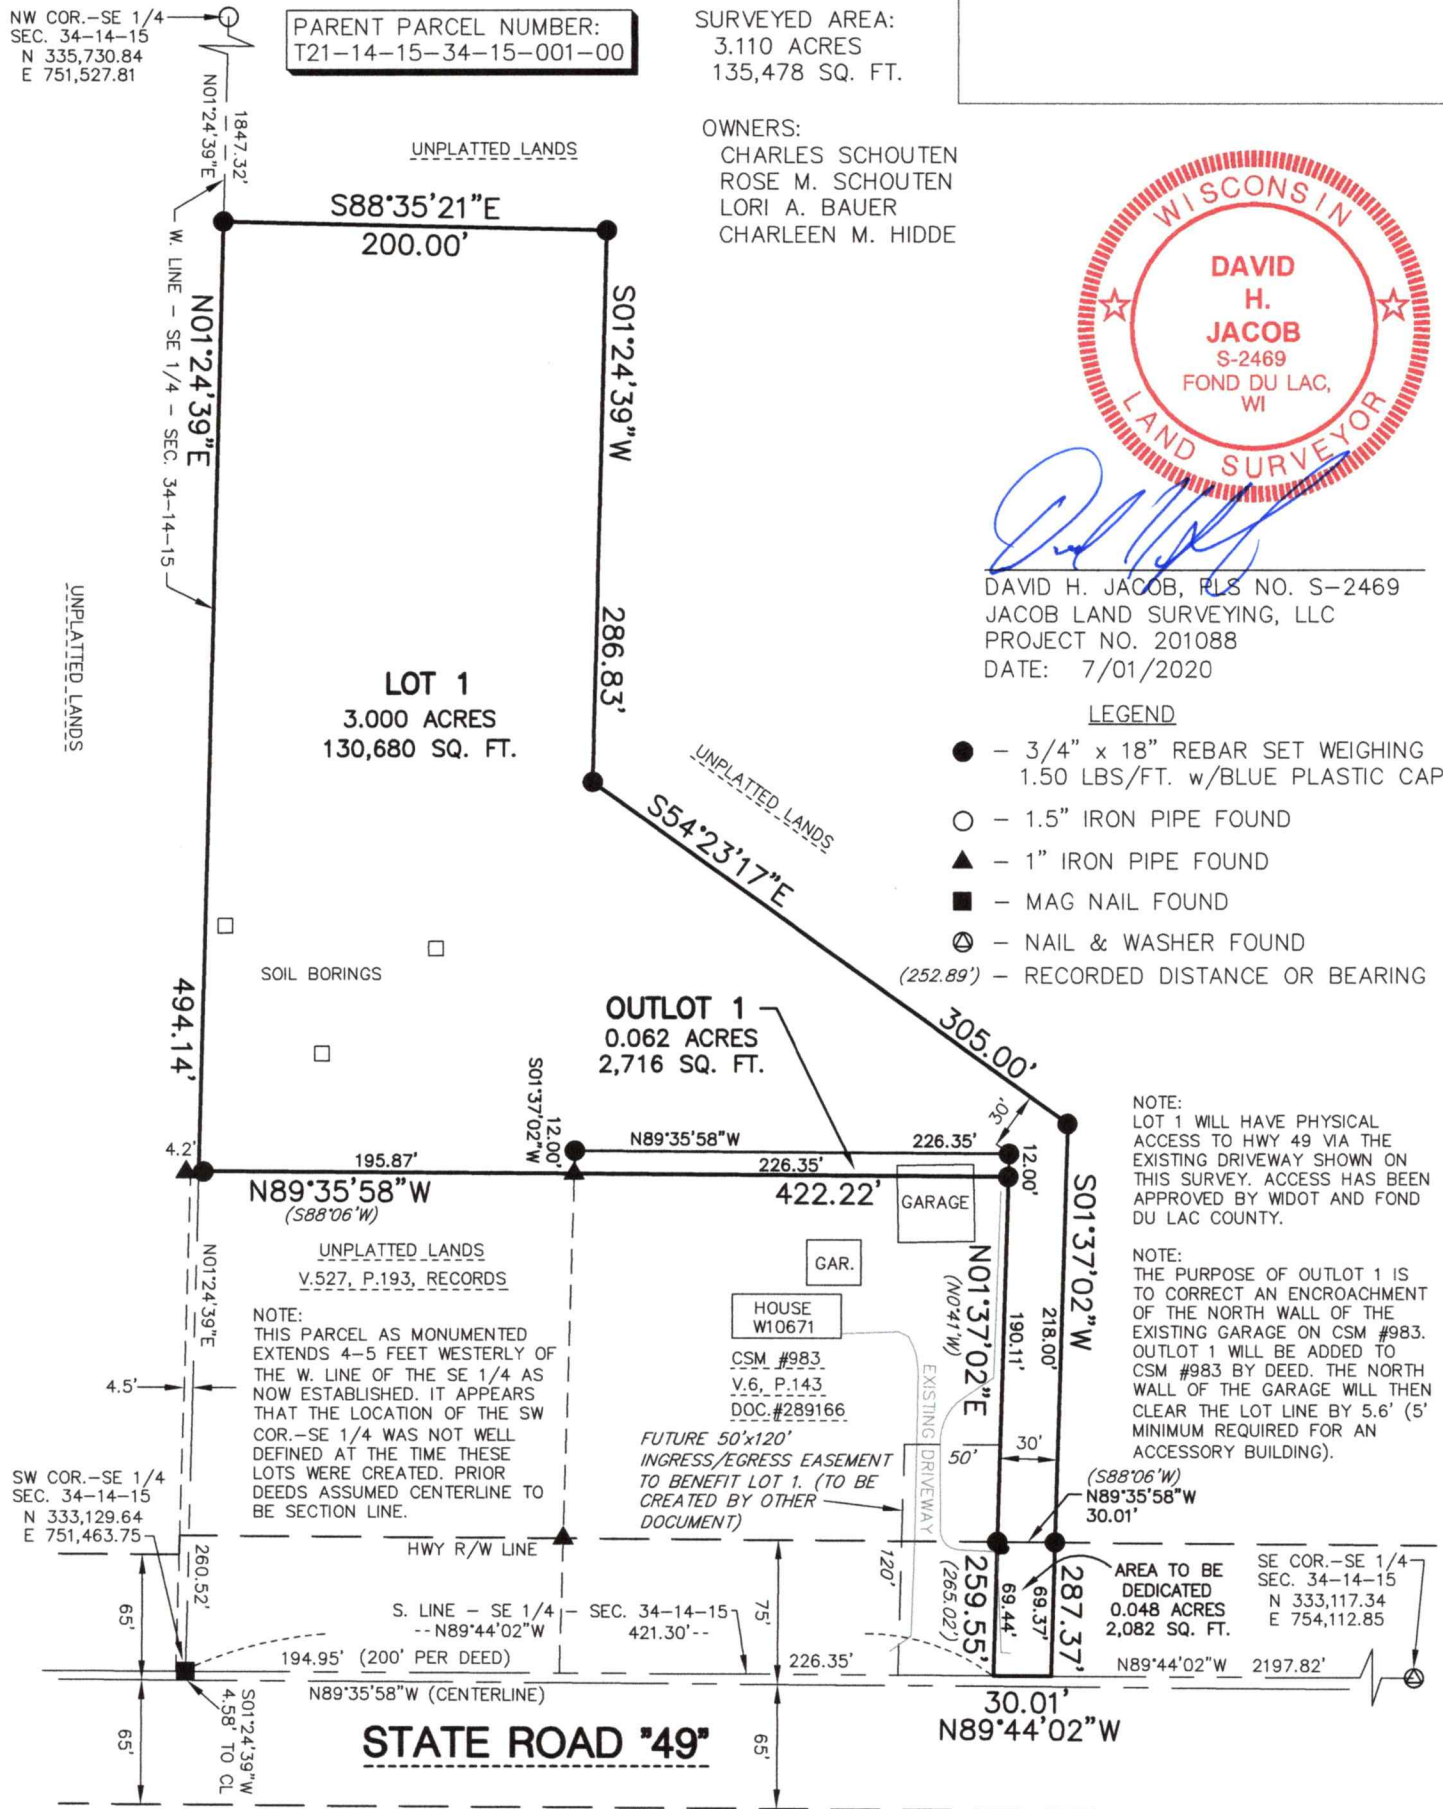 NW COR.-SE 1/4
SEC. 34-14-15
N 335,730.84
E 751,527.81
PARENT PARCEL NUMBER:
T21-14-15-34-15-001-00
SURVEYED AREA:
3.110 ACRES
135,478 SQ. FT.
OWNERS:
CHARLES SCHOUTEN
ROSE M. SCHOUTEN
LORI A. BAUER
CHARLEEN M. HIDDE
N01°24'39"E
1847.32'
UNPLATTED LANDS
S88°35'21"E
200.00'
WISCONSIN
DAVID
H.
JACOB
S-2469
FOND DU LAC,
WI
LAND SURVEYOR
DAVID H. JACOB, PLS NO. S-2469
JACOB LAND SURVEYING, LLC
PROJECT NO. 201088
DATE: 7/01/2020
N01°24'39"E
W. LINE - SE 1/4 - SEC. 34-14-15
S01°24'39"W
286.83'
UNPLATTED LANDS
LOT 1
3.000 ACRES
130,680 SQ. FT.
LEGEND
- 3/4" x 18" REBAR SET WEIGHING
1.50 LBS/FT. w/BLUE PLASTIC CAP
- 1.5" IRON PIPE FOUND
- 1" IRON PIPE FOUND
- MAG NAIL FOUND
- NAIL & WASHER FOUND
(252.89') - RECORDED DISTANCE OR BEARING
UNPLATTED LANDS
S54°23'17"E
305.00'
SOIL BORINGS
494.14'
OUTLOT 1
0.062 ACRES
2,716 SQ. FT.
S01°37'02"W
12.00'
N89°35'58"W
226.35'
30'
12.00'
4.2'
195.87'
226.35'
N89°35'58"W
422.22'
(S88°06'W)
GARAGE
GAR.
HOUSE
W10671
CSM #983
V.6, P.143
DOC.#289166
UNPLATTED LANDS
V.527, P.193, RECORDS
N01°24'39"E
NOTE:
THIS PARCEL AS MONUMENTED
EXTENDS 4-5 FEET WESTERLY OF
THE W. LINE OF THE SE 1/4 AS
NOW ESTABLISHED. IT APPEARS
THAT THE LOCATION OF THE SW
COR.-SE 1/4 WAS NOT WELL
DEFINED AT THE TIME THESE
LOTS WERE CREATED. PRIOR
DEEDS ASSUMED CENTERLINE TO
BE SECTION LINE.
4.5'
N01°37'02"E
(N0°41'W)
190.11'
218.00'
S01°37'02"W
NOTE:
LOT 1 WILL HAVE PHYSICAL
ACCESS TO HWY 49 VIA THE
EXISTING DRIVEWAY SHOWN ON
THIS SURVEY. ACCESS HAS BEEN
APPROVED BY WIDOT AND FOND
DU LAC COUNTY.
NOTE:
THE PURPOSE OF OUTLOT 1 IS
TO CORRECT AN ENCROACHMENT
OF THE NORTH WALL OF THE
EXISTING GARAGE ON CSM #983.
OUTLOT 1 WILL BE ADDED TO
CSM #983 BY DEED. THE NORTH
WALL OF THE GARAGE WILL THEN
CLEAR THE LOT LINE BY 5.6' (5'
MINIMUM REQUIRED FOR AN
ACCESSORY BUILDING).
FUTURE 50'x120'
INGRESS/EGRESS EASEMENT
TO BENEFIT LOT 1. (TO BE
CREATED BY OTHER
DOCUMENT)
EXISTING DRIVEWAY
50'
30'
(S88°06'W)
N89°35'58"W
30.01'
SW COR.-SE 1/4
SEC. 34-14-15
N 333,129.64
E 751,463.75
HWY R/W LINE
65'
260.52'
75'
120'
(265.02')
259.55'
69.44'
69.37'
287.37'
AREA TO BE
DEDICATED
0.048 ACRES
2,082 SQ. FT.
SE COR.-SE 1/4
SEC. 34-14-15
N 333,117.34
E 754,112.85
S. LINE - SE 1/4 - SEC. 34-14-15
--N89°44'02"W 421.30'--
194.95' (200' PER DEED)
226.35'
N89°44'02"W 2197.82'
N89°35'58"W (CENTERLINE)
30.01'
N89°44'02"W
65'
S01°24'39"W
4.58' TO CL
65'
STATE ROAD "49"